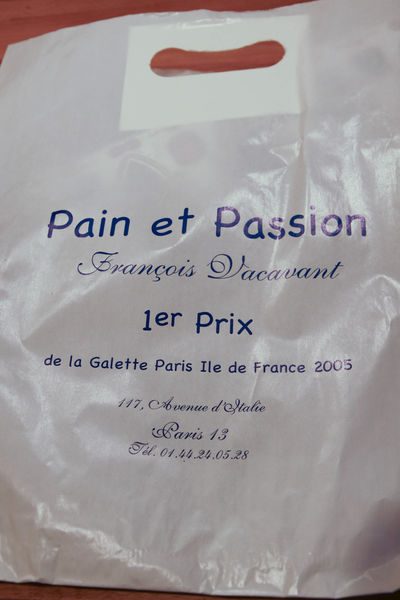 Pain et Passion
François Vacavant
1er Prix
de la Galette Paris Ile de France 2005
117, Avenue d'Italie
Paris 13
Tél. 01.44.24.05.28